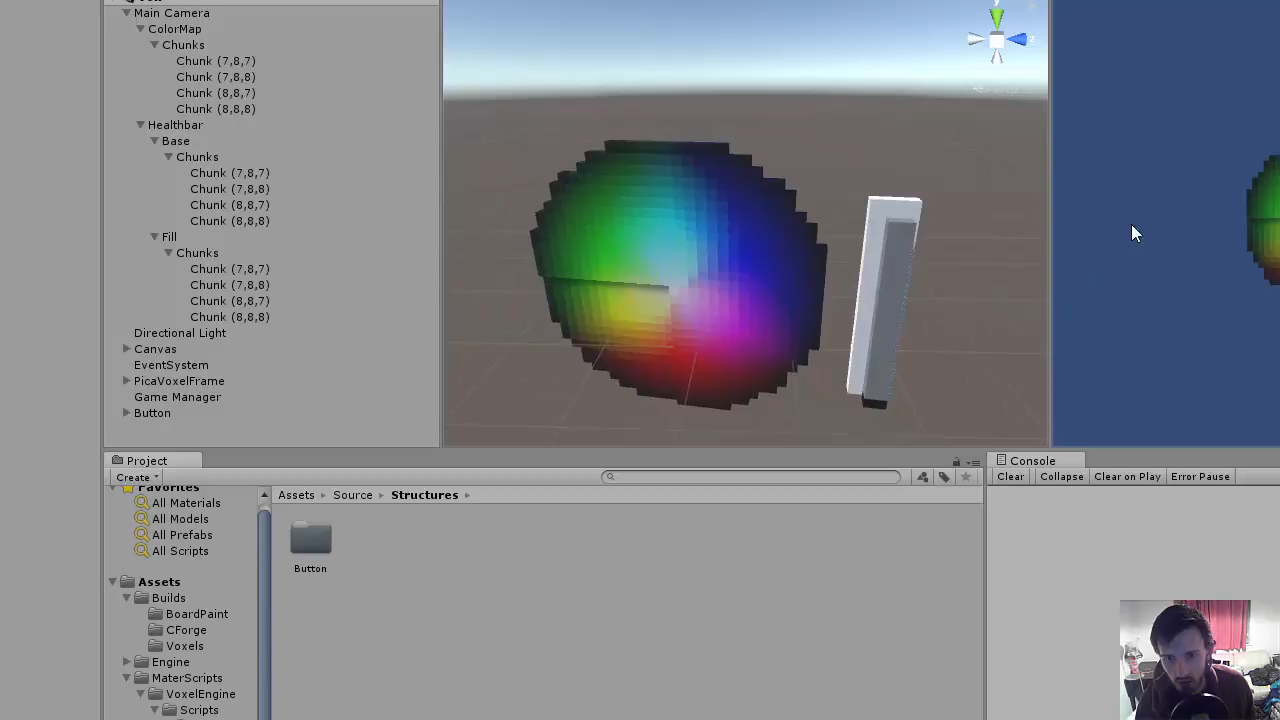 Main Camera
ColorMap
Chunks
Chunk (7,8,7)
Chunk (7,8,8)
Chunk (8,8,7)
Chunk (8,8,8)
Healthbar
Base
Chunks
Chunk (7,8,7)
Chunk (7,8,8)
Chunk (8,8,7)
Chunk (8,8,8)
Fill
Chunks
Chunk (7,8,7)
Chunk (7,8,8)
Chunk (8,8,7)
Chunk (8,8,8)
Directional Light
Canvas
EventSystem
PicaVoxelFrame
Game Manager
Button
y
z
Project
Create
Favorites
All Materials
All Models
All Prefabs
All Scripts
Assets
Builds
BoardPaint
CForge
Voxels
Engine
MaterScripts
VoxelEngine
Scripts
Assets Source Structures
Button
Console
Clear Collapse Clear on Play Error Pause